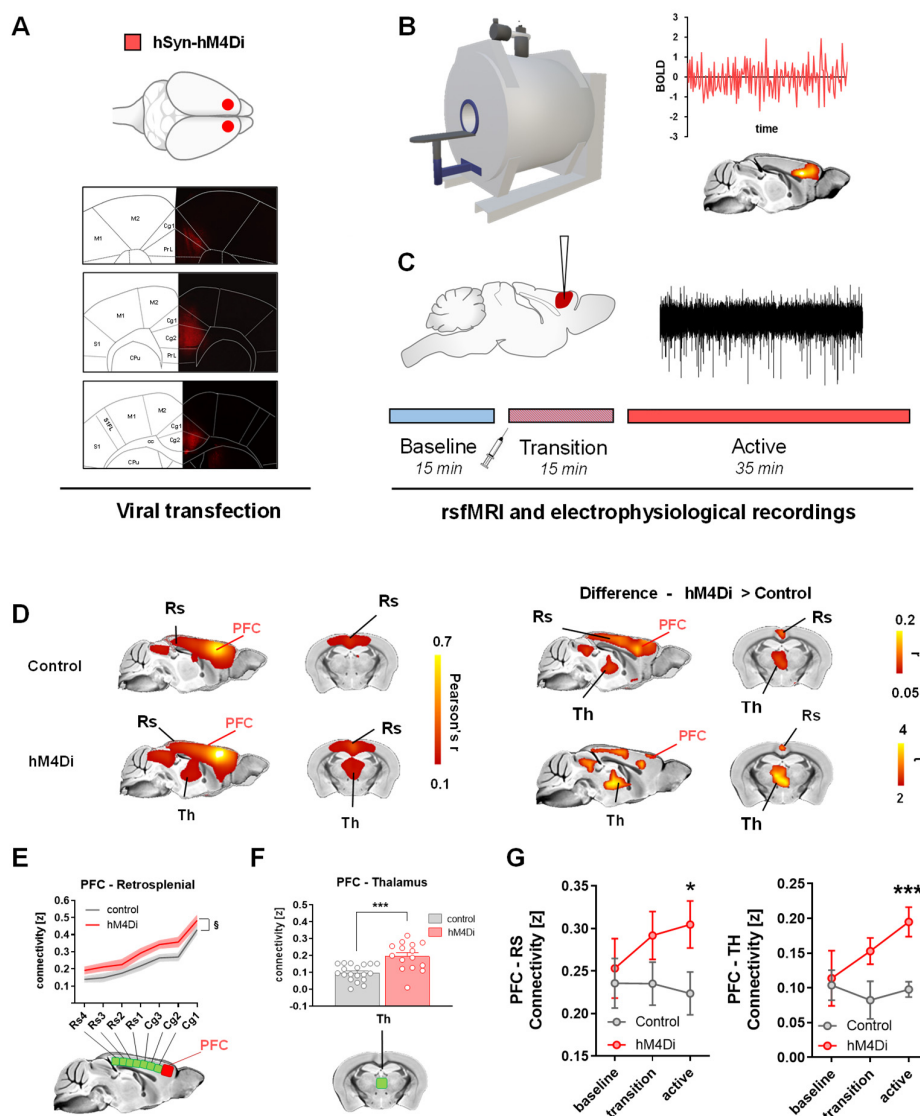 A
hSyn-hM4Di
M2
M1
Cg1
PrL
M2
M1
Cg1
S1
Cg2
CPu
PrL
M1
M2
S1FL
Cg1
S1
cc
Cg2
CPu
Viral transfection
B
BOLD
3
2
1
0
-1
-2
-3
time
C
Baseline
15 min
Transition
15 min
Active
35 min
rsfMRI and electrophysiological recordings
D
Control
Rs
PFC
Rs
hM4Di
Rs
PFC
Th
Rs
Th
0.7
Pearson's r
0.1
Difference - hM4Di > Control
Rs
PFC
Th
Rs
Th
0.2
0.05
PFC
Th
Rs
Th
4
2
E
PFC - Retrosplenial
control
hM4Di
§
connectivity [z]
0.5
0.4
0.3
0.2
0.1
0.0
Rs4
Rs3
Rs2
Rs1
Cg3
Cg2
Cg1
PFC
F
PFC - Thalamus
***
control
hM4Di
connectivity [z]
0.5
0.4
0.3
0.2
0.1
0.0
0.1
Th
G
PFC - RS
Connectivity [z]
0.35
0.30
0.25
0.20
0.15
*
Control
hM4Di
baseline
transition
active
PFC - TH
Connectivity [z]
0.25
0.20
0.15
0.10
0.05
0.00
***
Control
hM4Di
baseline
transition
active